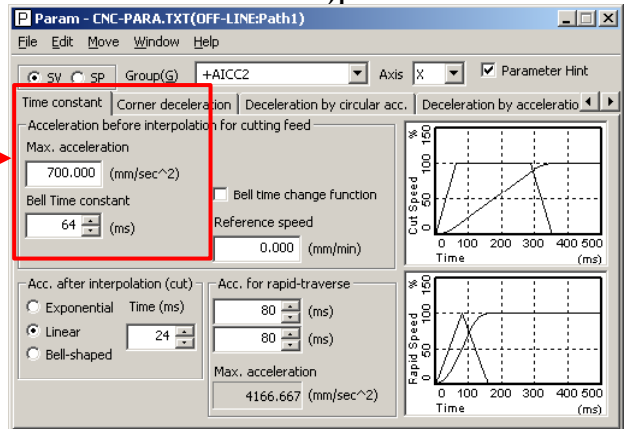 Param - CNC-PARA.TXT(OFF-LINE:Path1)
File Edit Move Window Help
SV SP Group(G) +AICC2 Axis X Parameter Hint
Time constant Corner deceleration Deceleration by circular acc. Deceleration by acceleratio
Acceleration before interpolation for cutting feed
Max. acceleration
700.000 (mm/sec^2)
Bell Time constant
64 (ms)
Bell time change function
Reference speed
0.000 (mm/min)
Cut Speed
% 150
100
50
0
0 100 200 300 400 500
Time (ms)
Acc. after interpolation (cut)
Exponential Time (ms)
Linear 24
Bell-shaped
Acc. for rapid-traverse
80 (ms)
80 (ms)
Max. acceleration
4166.667 (mm/sec^2)
Rapid Speed
% 150
100
50
0
0 100 200 300 400 500
Time (ms)